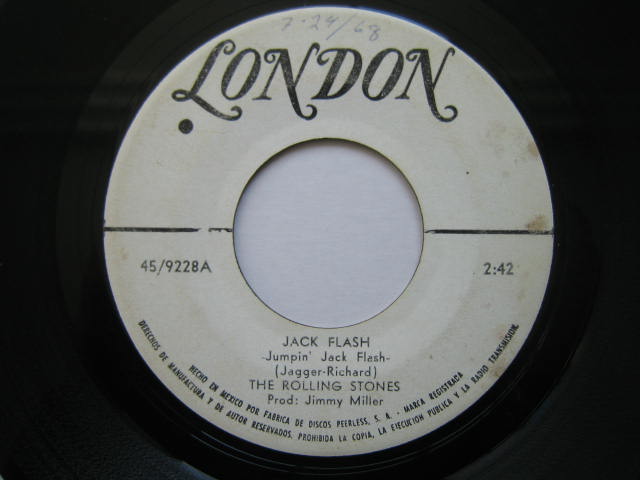 7-24/68
LONDON
45/9228A
2:42
JACK FLASH
-Jumpin' Jack Flash-
(Jagger-Richard)
THE ROLLING STONES
Prod: Jimmy Miller
HECHO EN MEXICO POR FABRICA DE DISCOS PEERLESS, S. A. - MARCA REGISTRADA
DERECHOS DE MANUFACTURA Y DE AUTOR RESERVADOS. PROHIBIDA LA COPIA, LA EJECUCION PUBLICA Y LA RADIO TRANSMISION.